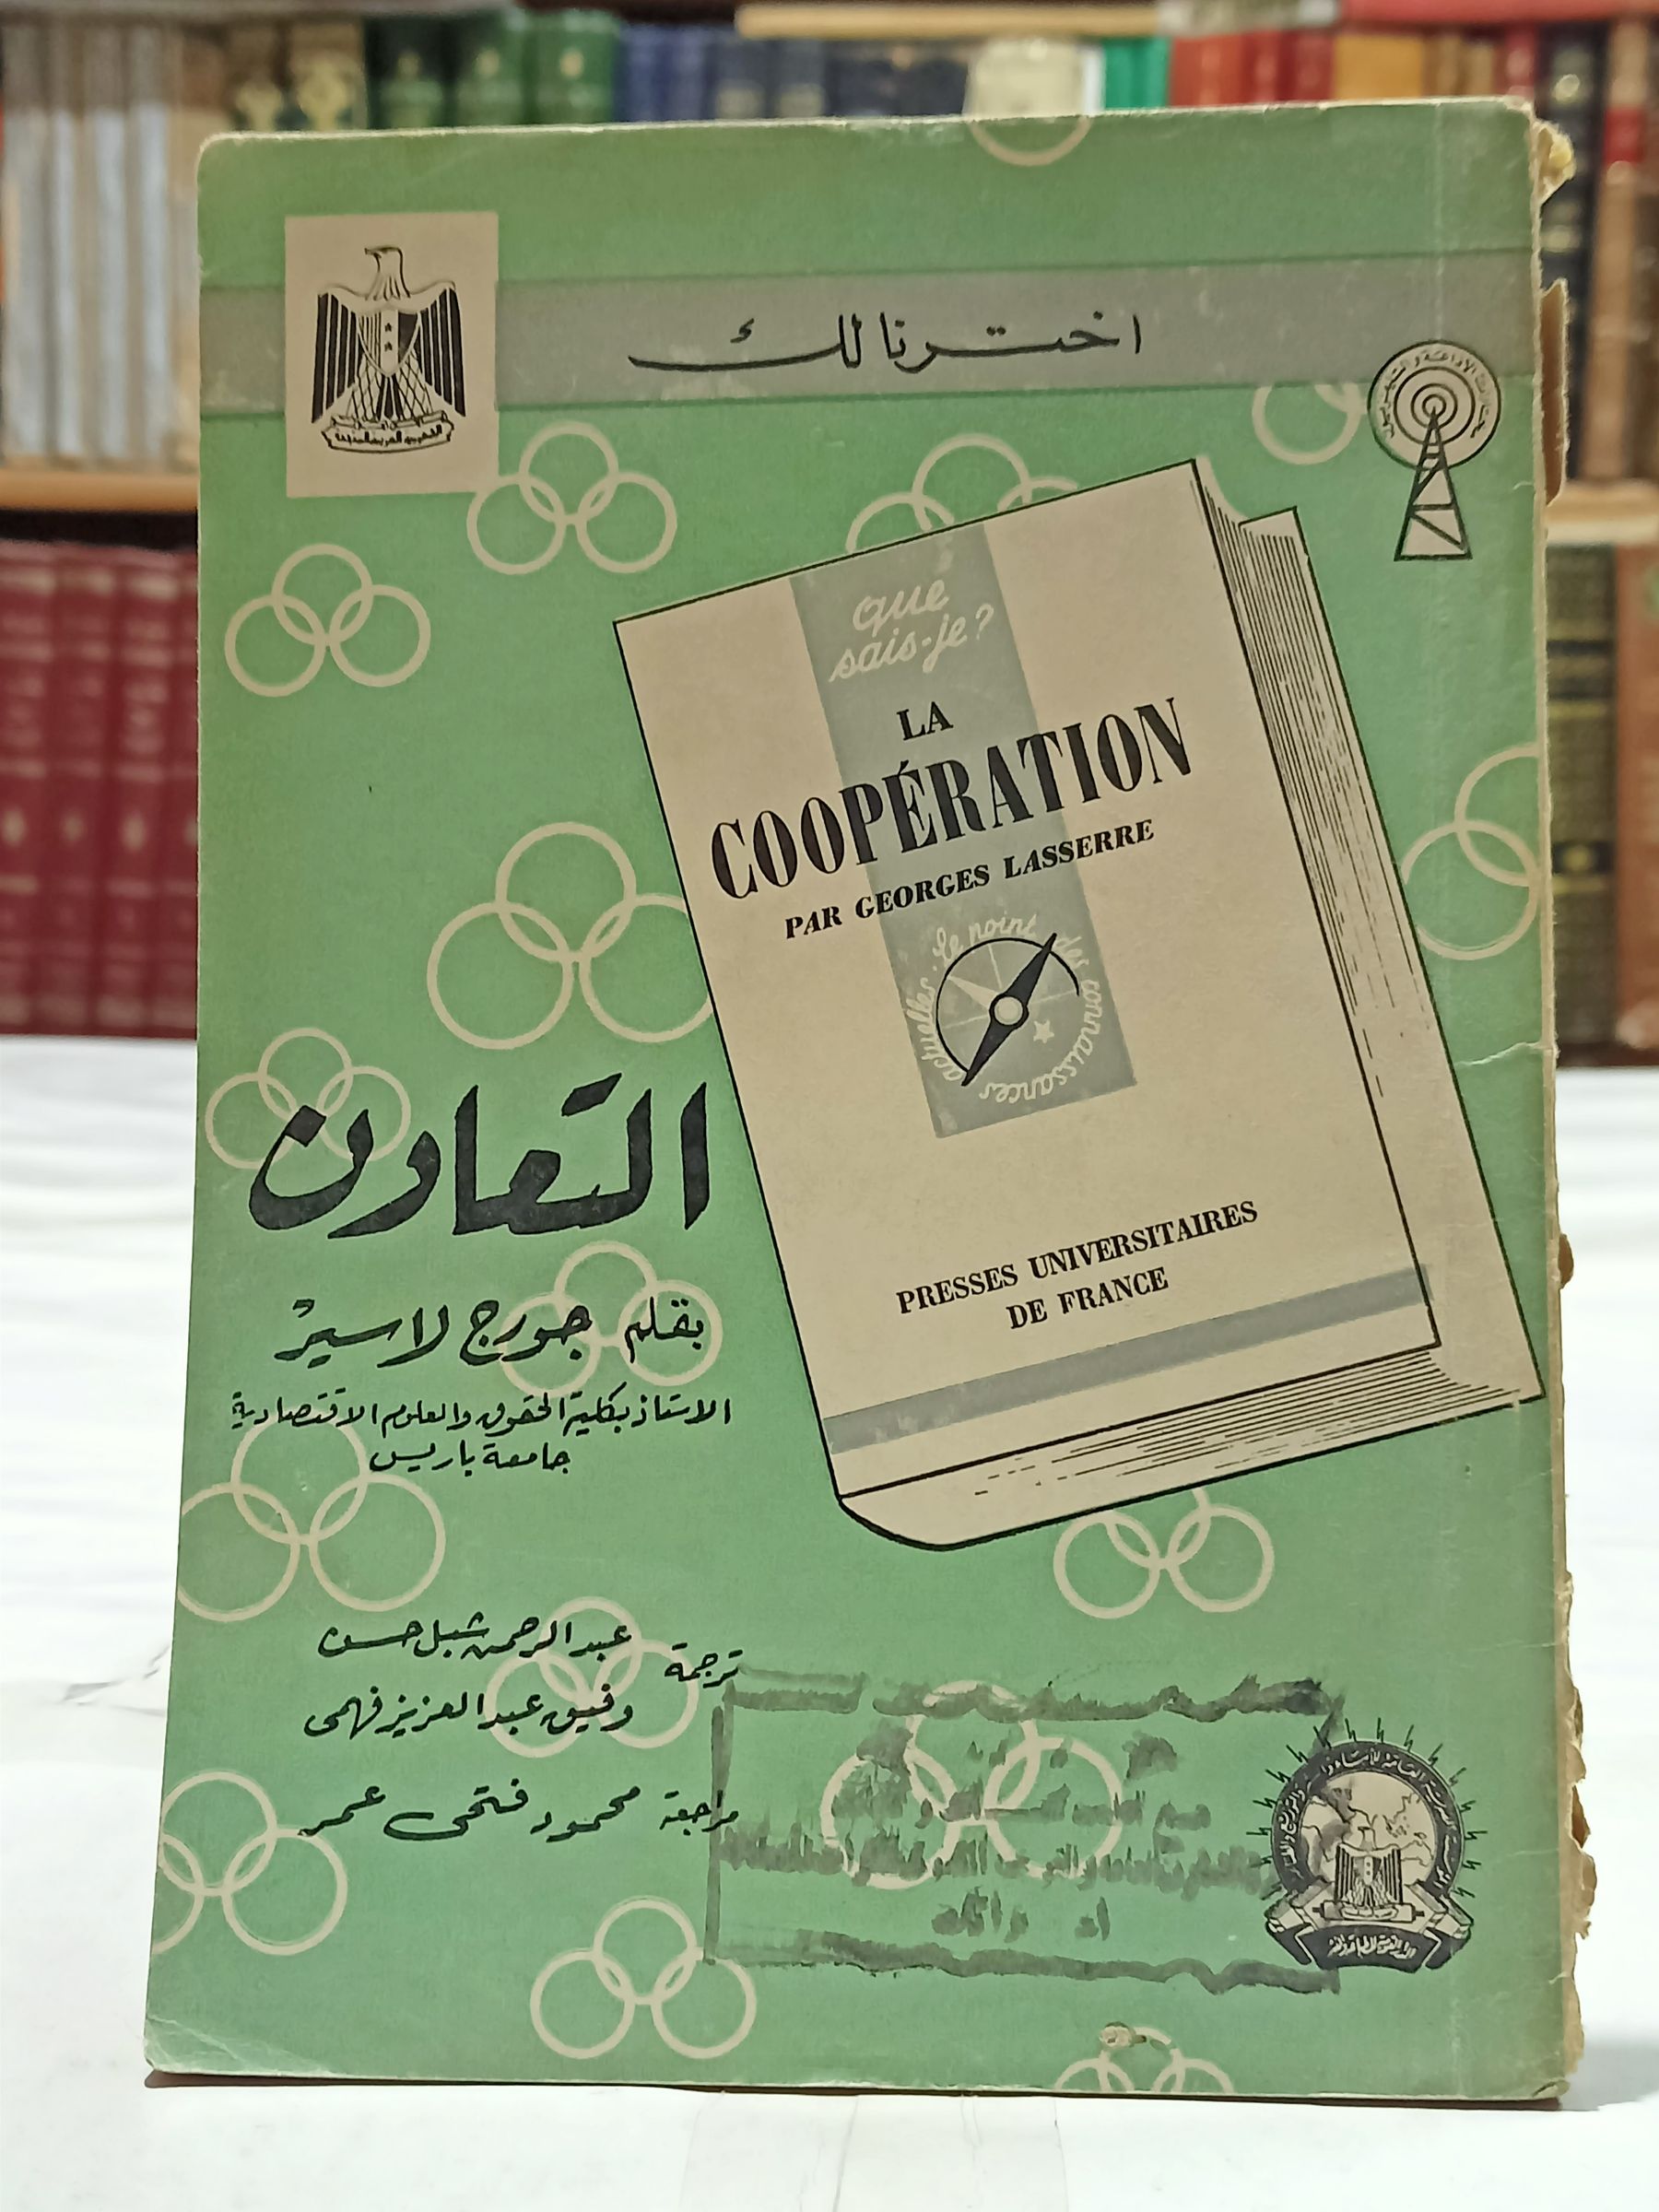 اخترنا لك
que
sais-je?
LA
COOPÉRATION
PAR GEORGES LASSERRE
Le point des connaissances actuelles.
PRESSES UNIVERSITAIRES
DE FRANCE
التعاون
بقلم جورج لاسير
الاستاذ بكلية الحقوق والعلوم الاقتصادية
جامعة باريس
ترجمة
عبد الرحمن شبل حسن
وفيق عبد العزيز فهمى
مراجعة محمود فتحى عمر